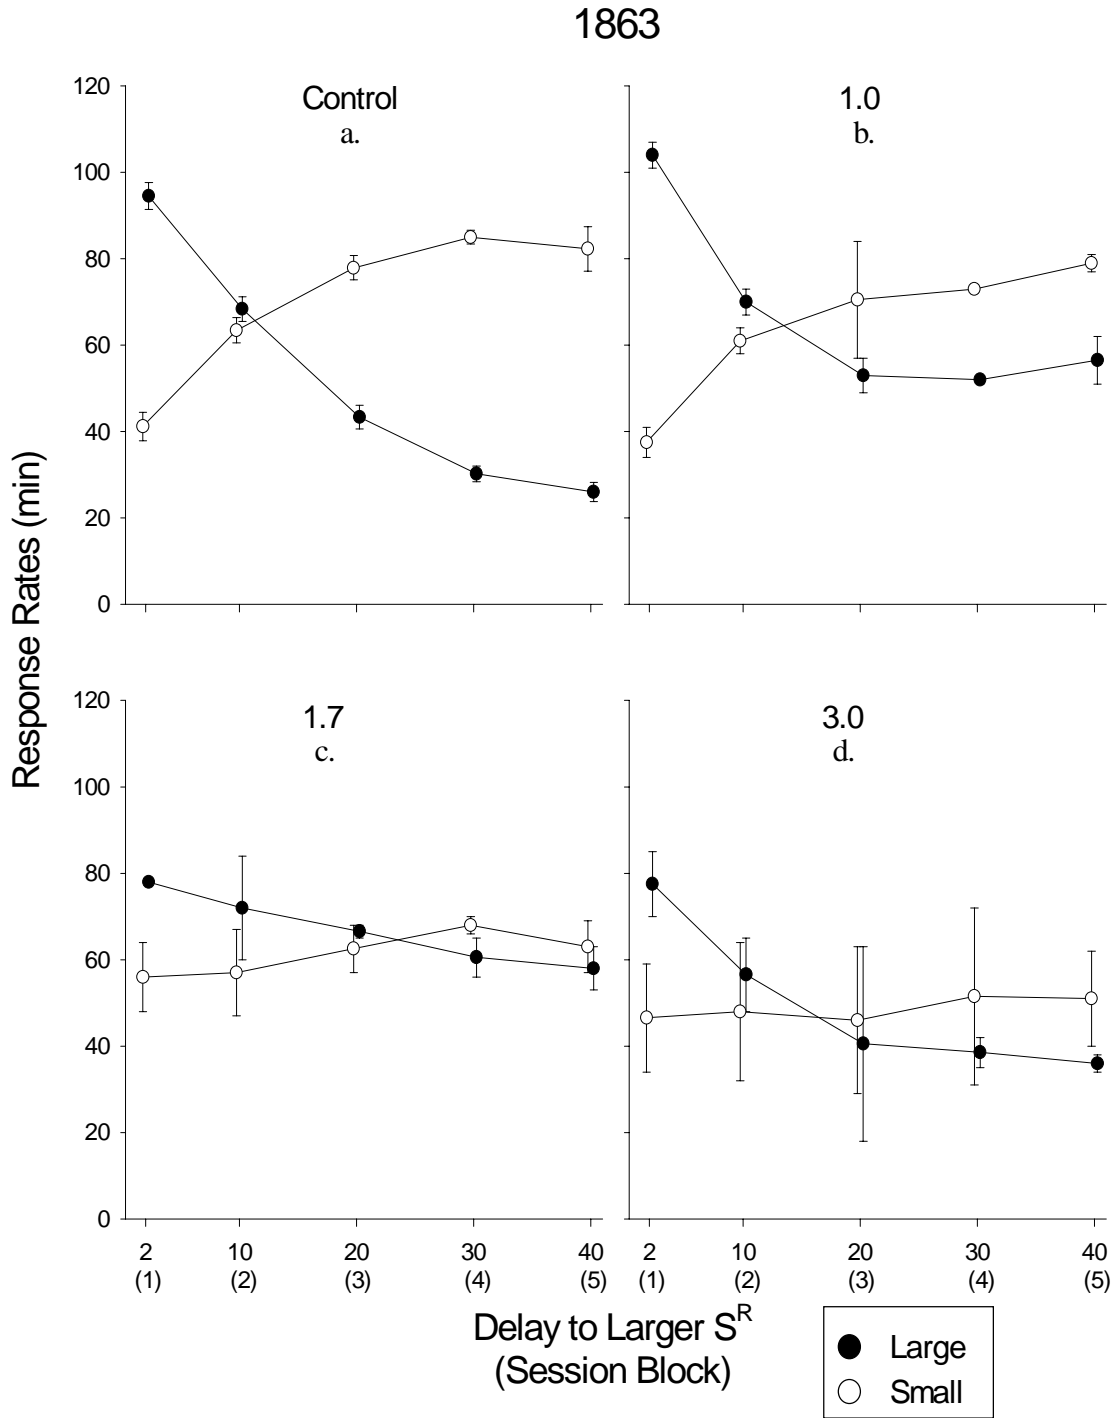 1863
Control
a.
1.0
b.
120
100
80
60
40
20
0
1.7
c.
3.0
d.
120
100
80
60
40
20
0
Response Rates (min)
2 10 20 30 40 2 10 20 30 40
(1) (2) (3) (4) (5) (1) (2) (3) (4) (5)
Delay to Larger S^R
(Session Block)
Large
Small